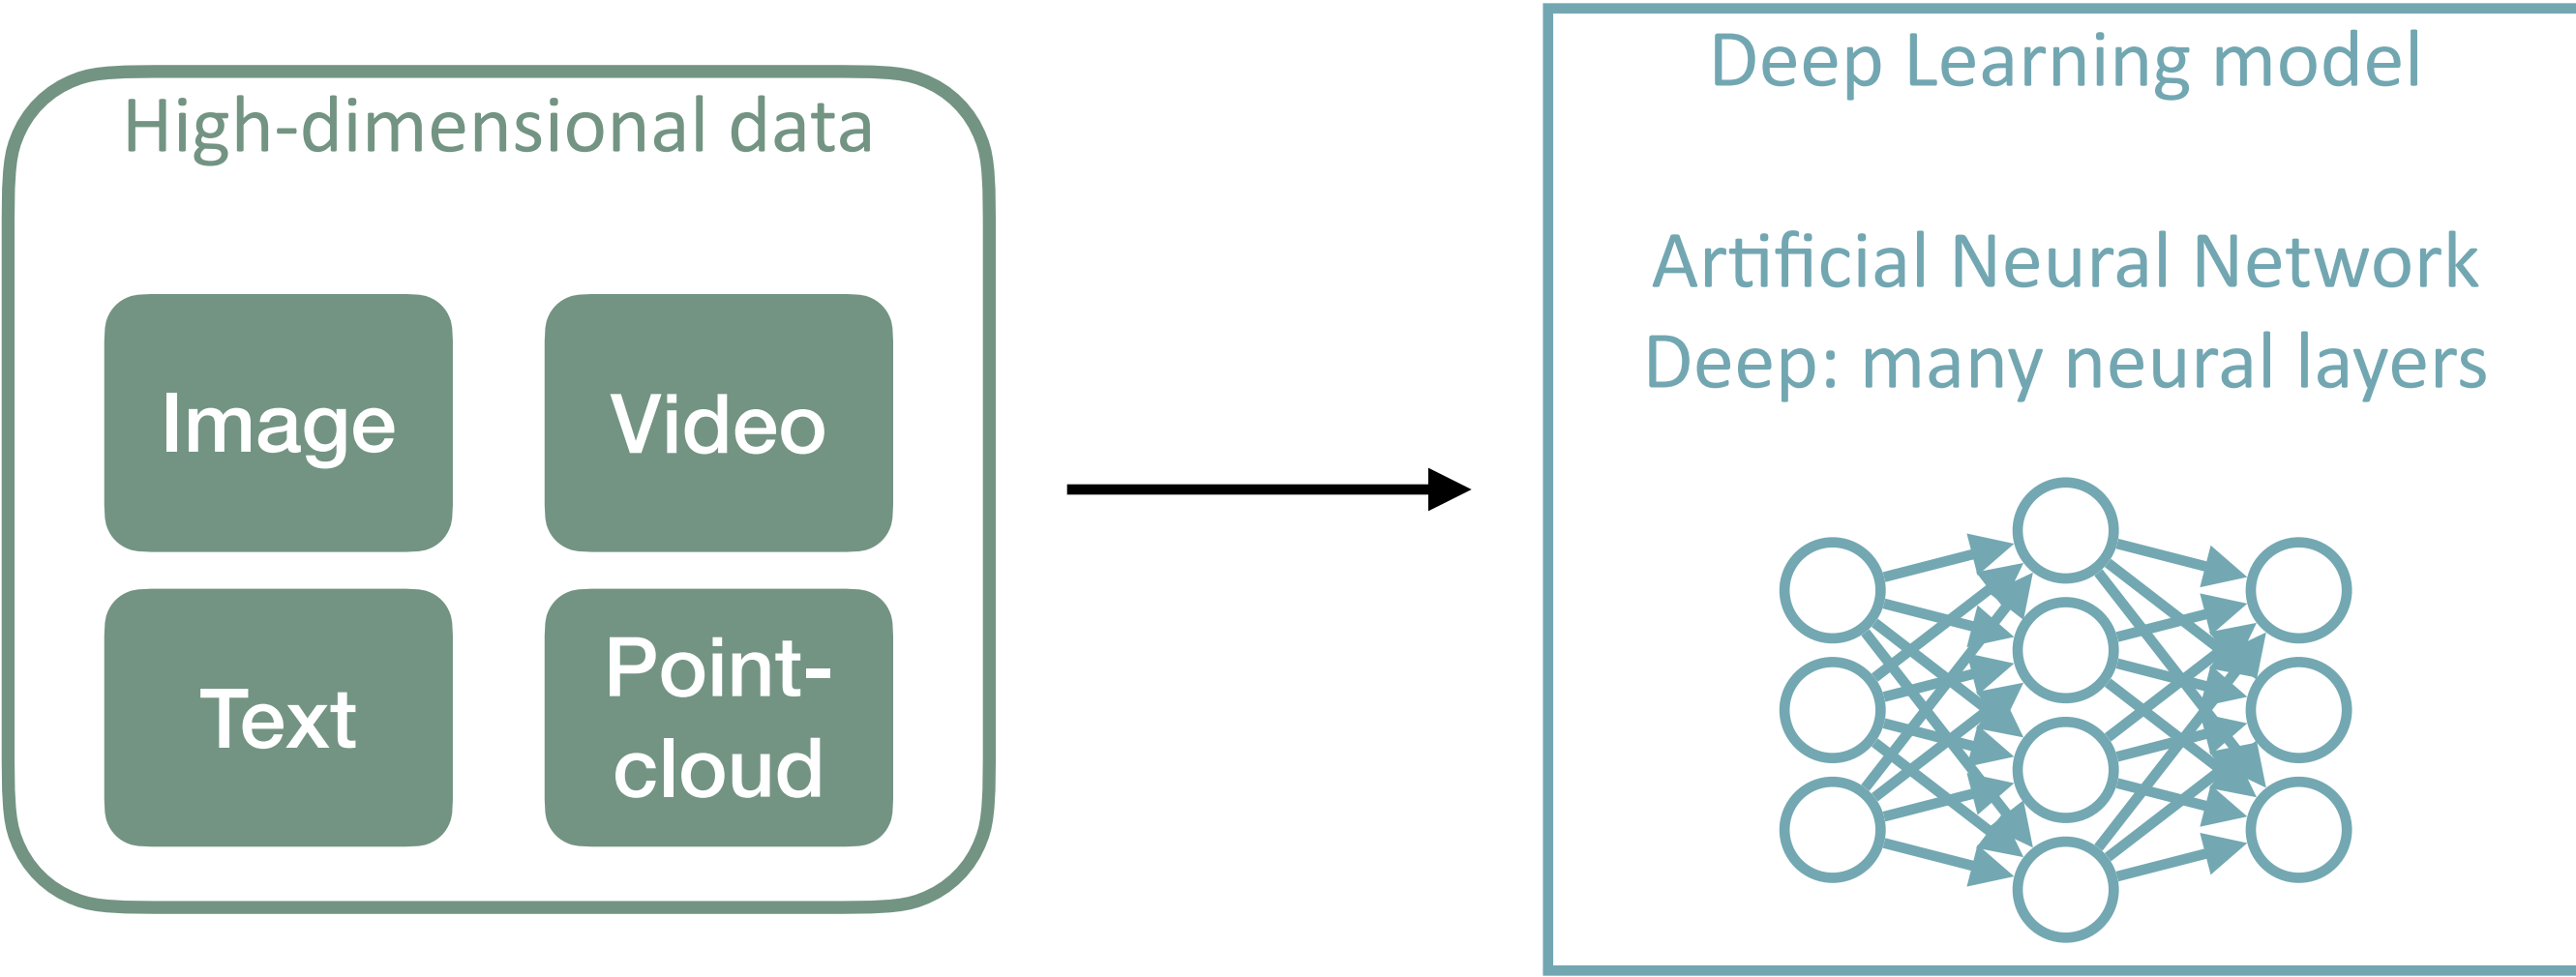 High-dimensional data
Image
Video
Text
Point-
cloud
Deep Learning model
Artificial Neural Network
Deep: many neural layers